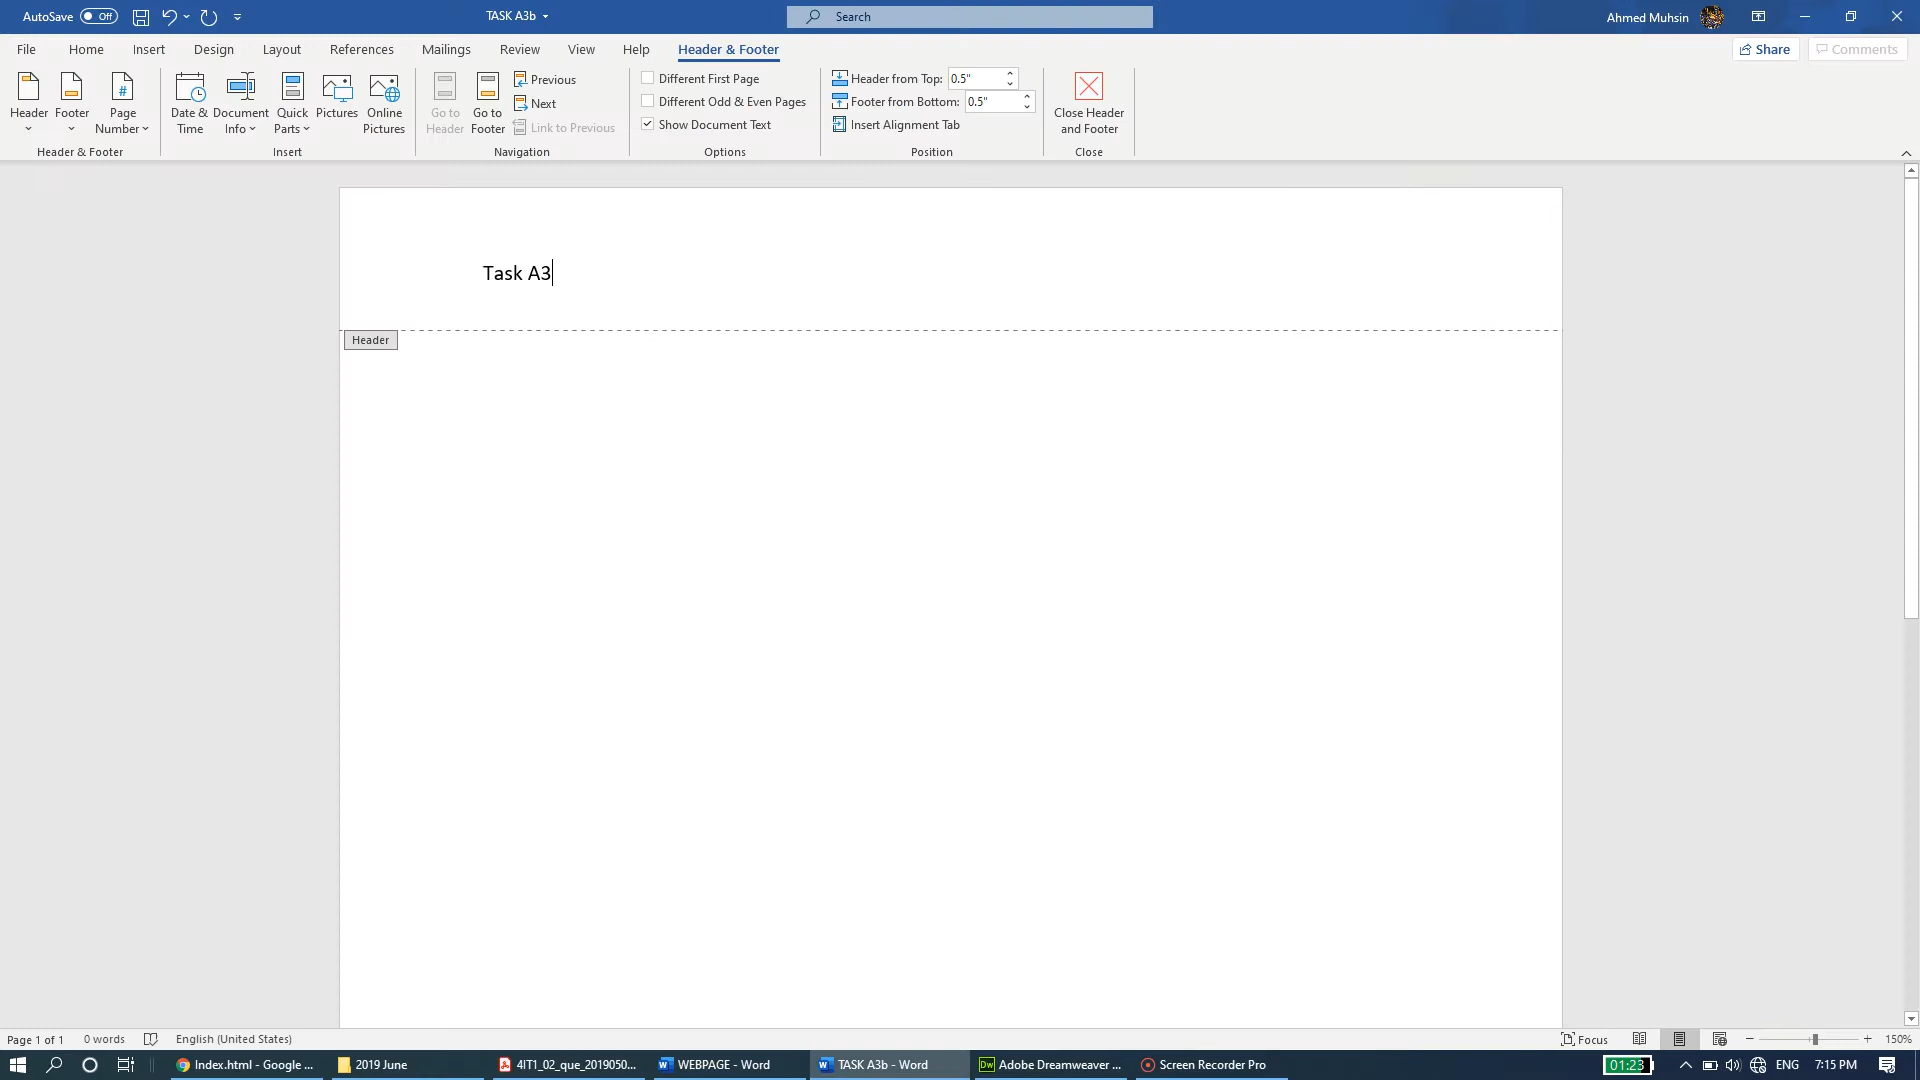 AutoSave Off TASK A3b Search Ahmed Muhsin
File Home Insert Design Layout References Mailings Review View Help Header & Footer Share Comments
Header Footer Page Number Date & Time Document Info Quick Parts Pictures Online Pictures Go to Header Go to Footer
Previous
Next
Link to Previous
Different First Page
Different Odd & Even Pages
Show Document Text
Header from Top: 0.5"
Footer from Bottom: 0.5"
Insert Alignment Tab
Close Header and Footer
Header & Footer Insert Navigation Options Position Close
Task A3
Header
Page 1 of 1 0 words English (United States) Focus 150%
Index.html - Google ... 2019 June 4IT1_02_que_2019050... WEBPAGE - Word TASK A3b - Word Dw Adobe Dreamweaver ... Screen Recorder Pro 01:23 ENG 7:15 PM